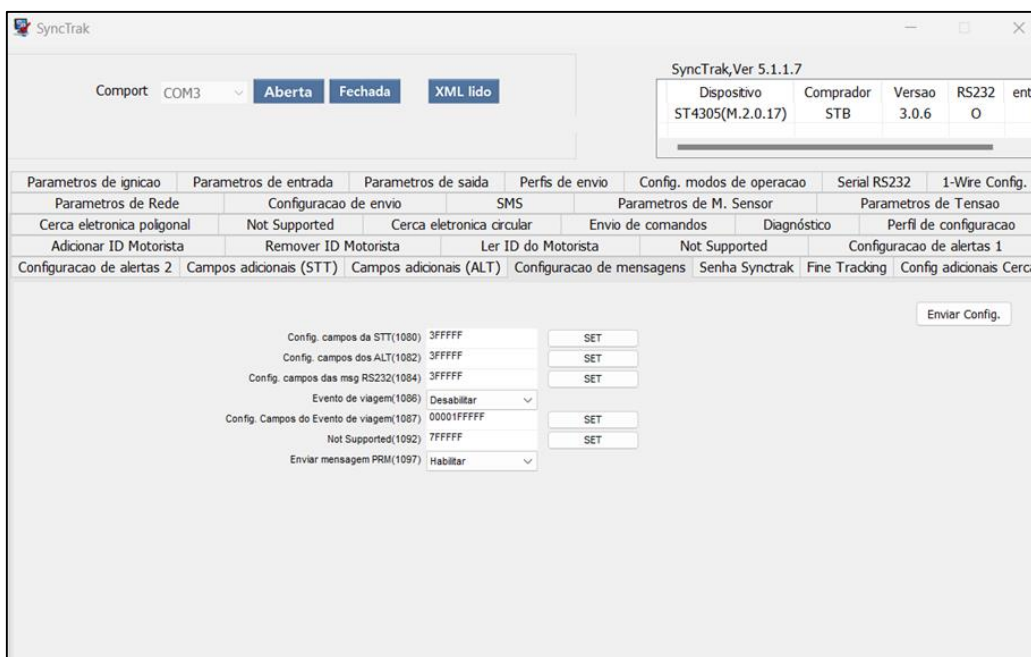 SyncTrak
SyncTrak,Ver 5.1.1.7
Comport COM3 Aberta Fechada XML lido
Dispositivo Comprador Versao RS232 ent
ST4305(M.2.0.17) STB 3.0.6 O
Parametros de ignicao Parametros de entrada Parametros de saida Perfis de envio Config. modos de operacao Serial RS232 1-Wire Config.
Parametros de Rede Configuracao de envio SMS Parametros de M. Sensor Parametros de Tensao
Cerca eletronica poligonal Not Supported Cerca eletronica circular Envio de comandos Diagnóstico Perfil de configuracao
Adicionar ID Motorista Remover ID Motorista Ler ID do Motorista Not Supported Configuracao de alertas 1
Configuracao de alertas 2 Campos adicionais (STT) Campos adicionais (ALT) Configuracao de mensagens Senha Synctrak Fine Tracking Config adicionais Cerca
Enviar Config.
Config. campos da STT(1080) 3FFFFF SET
Config. campos dos ALT(1082) 3FFFFF SET
Config. campos das msg RS232(1084) 3FFFFF SET
Evento de viagem(1086) Desabilitar
Config. Campos do Evento de viagem(1087) 00001FFFFF SET
Not Supported(1092) 7FFFFF SET
Enviar mensagem PRM(1097) Habilitar